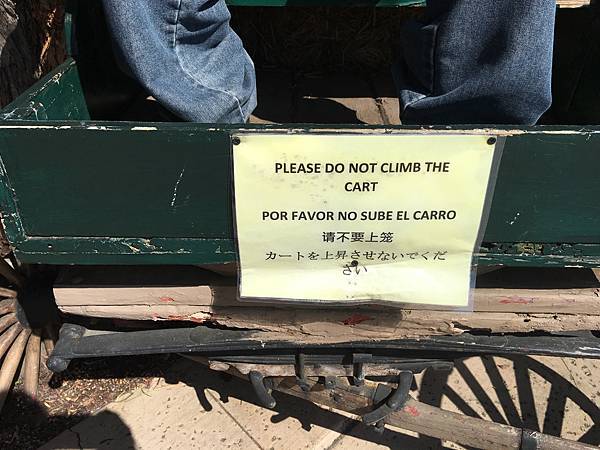 PLEASE DO NOT CLIMB THE
CART
POR FAVOR NO SUBE EL CARRO
请不要上笼
カートを上昇させないでくだ
さい